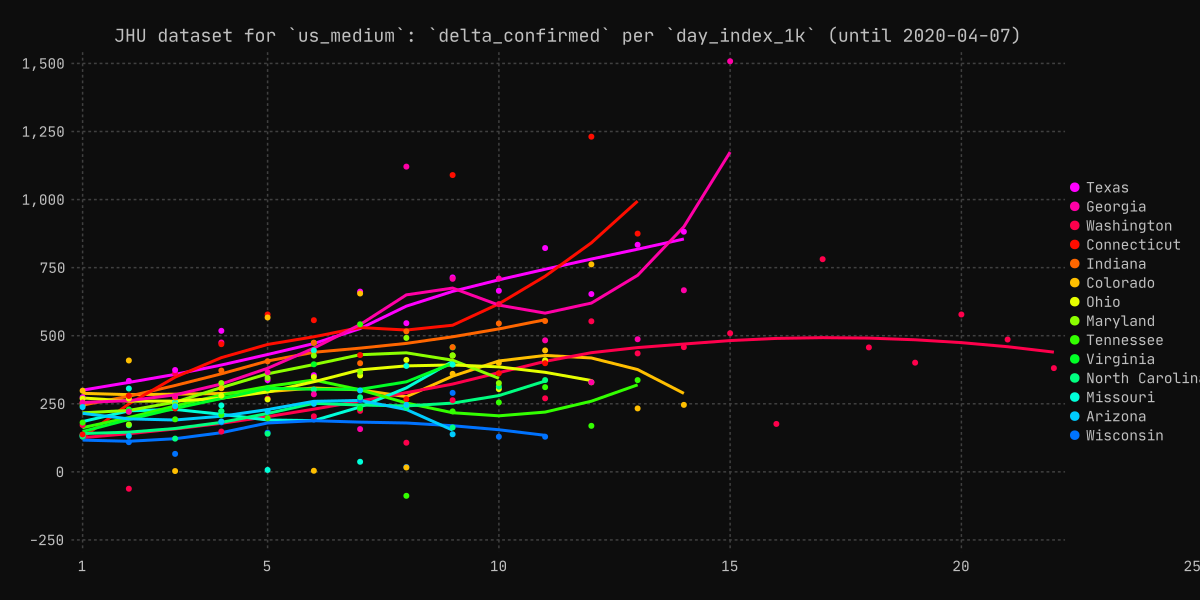 JHU dataset for `us_medium`: `delta_confirmed` per `day_index_1k` (until 2020-04-07)
1,500
1,250
1,000
750
500
250
0
−250
1 5 10 15 20 25
Texas
Georgia
Washington
Connecticut
Indiana
Colorado
Ohio
Maryland
Tennessee
Virginia
North Carolin
Missouri
Arizona
Wisconsin